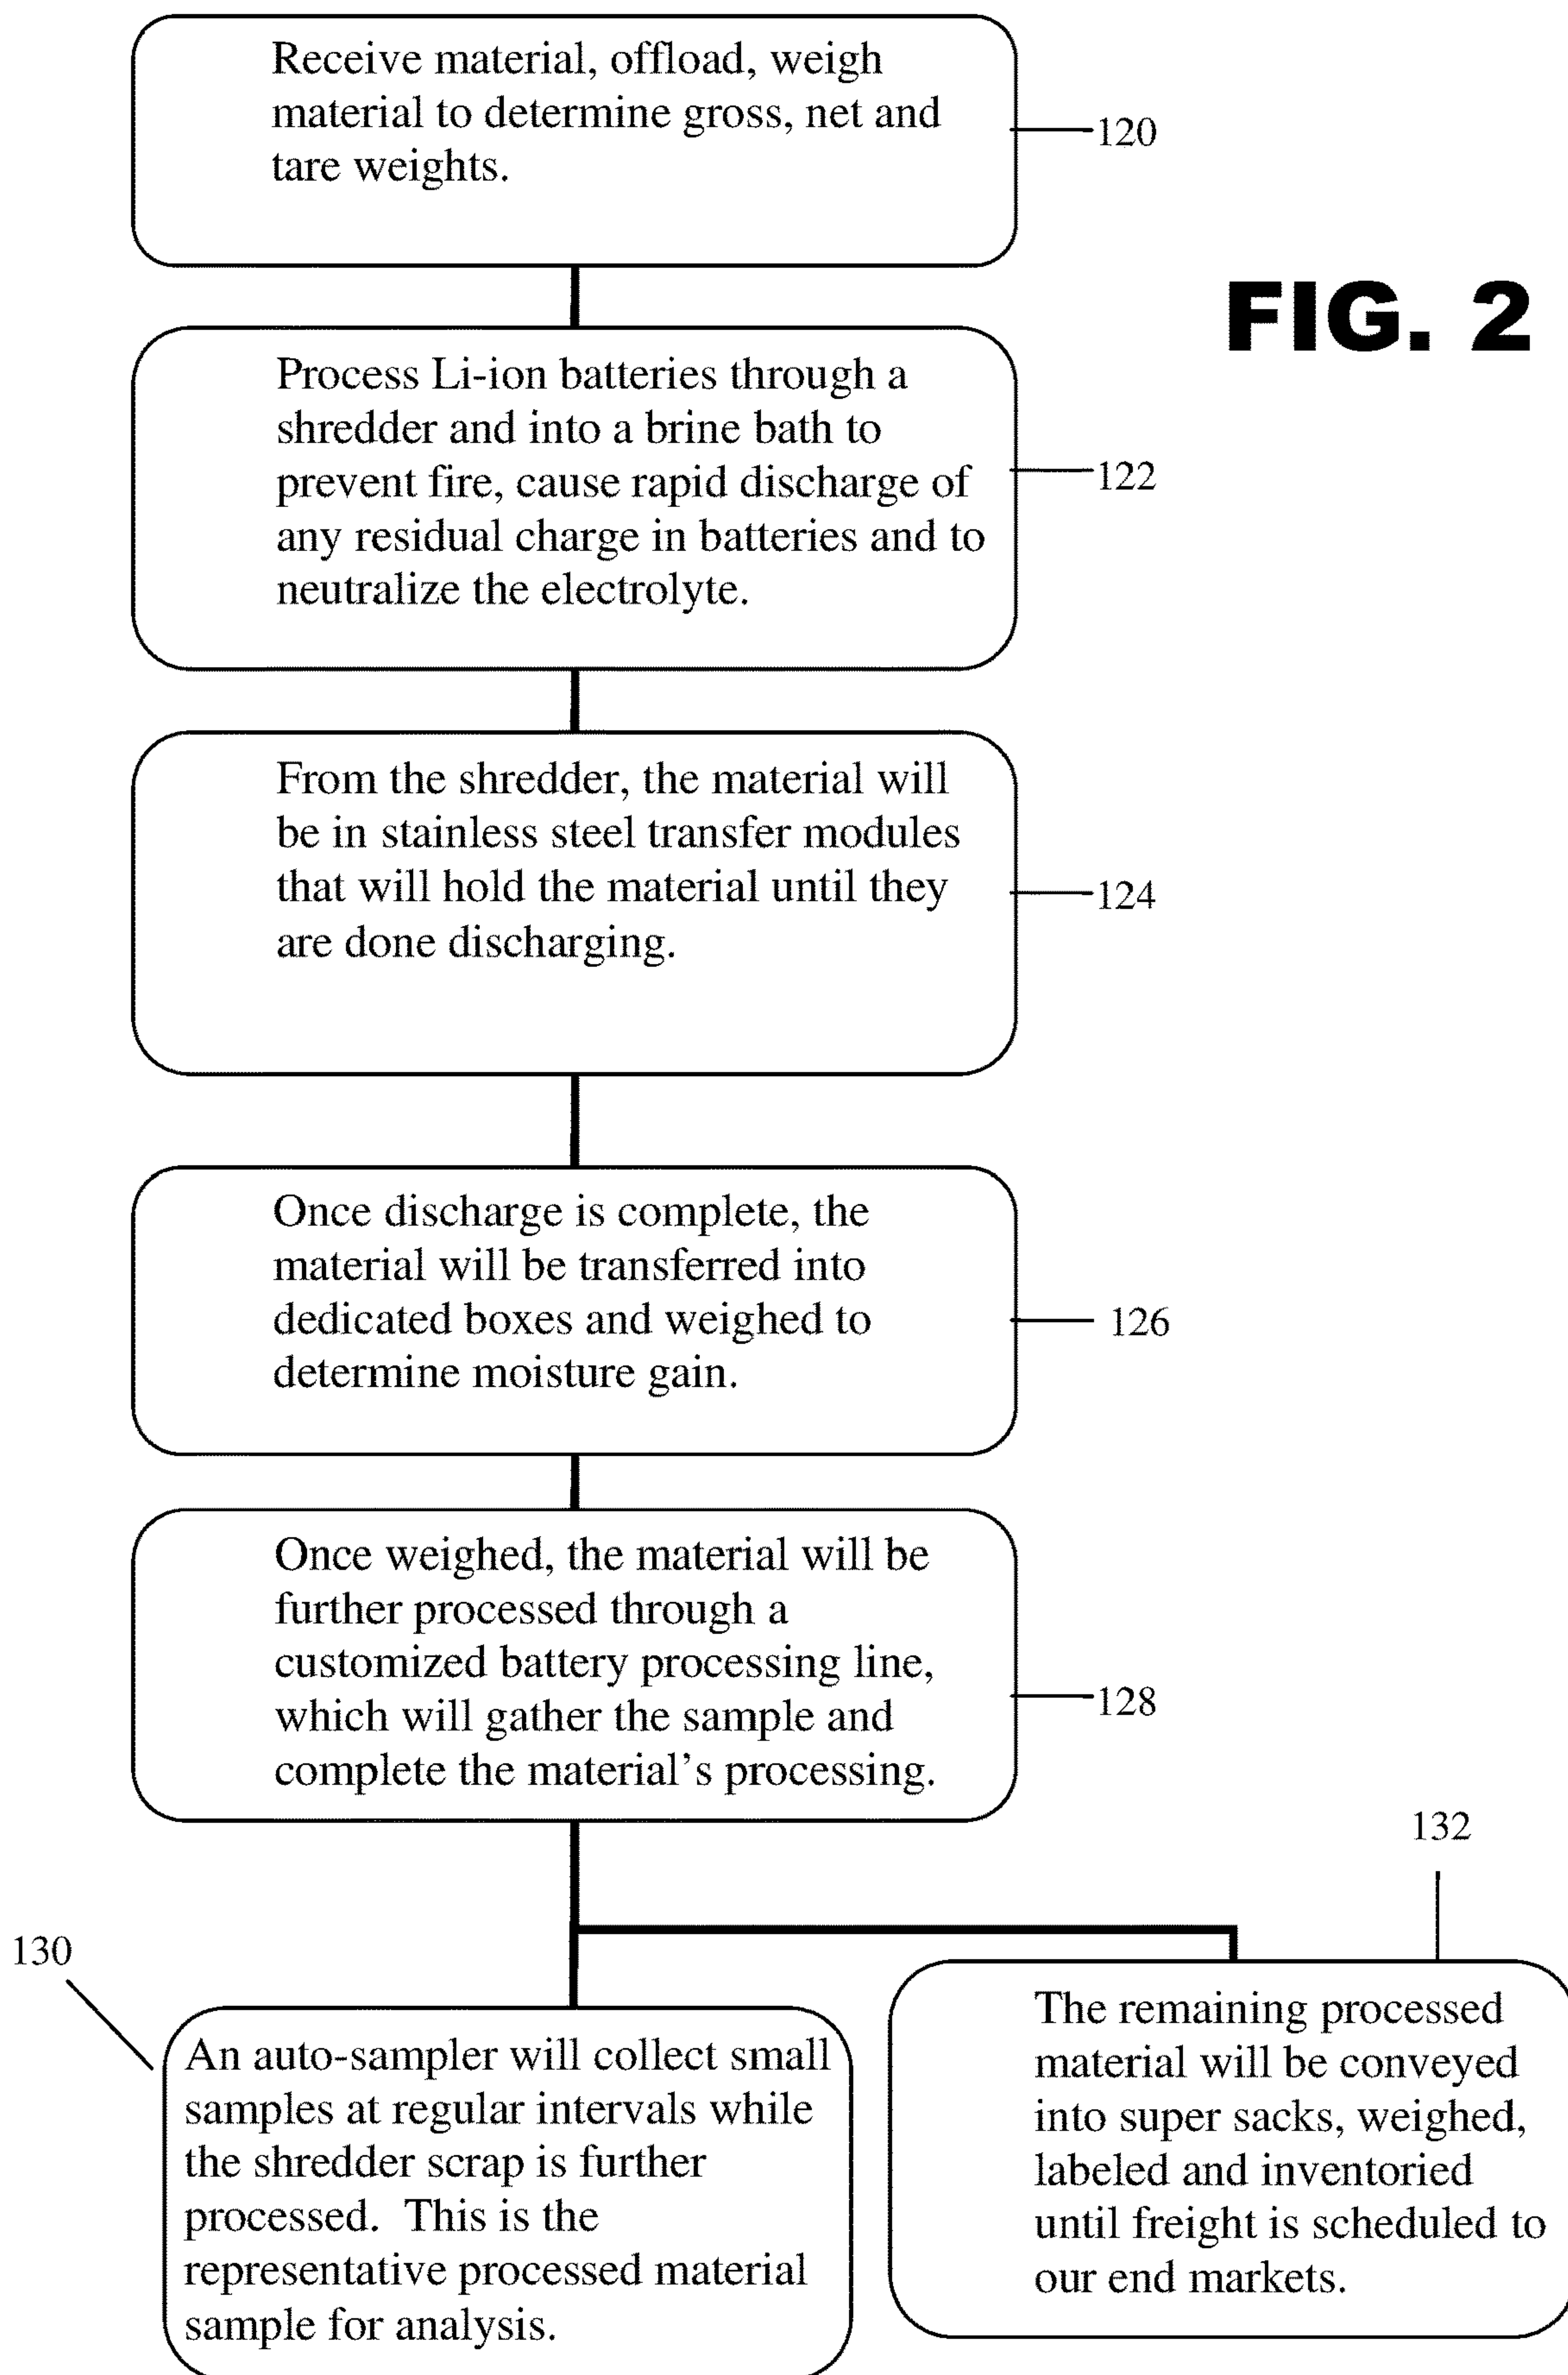 Receive material, offload, weigh
material to determine gross, net and
tare weights.
120
FIG. 2
Process Li-ion batteries through a
shredder and into a brine bath to
prevent fire, cause rapid discharge of
any residual charge in batteries and to
neutralize the electrolyte.
122
From the shredder, the material will
be in stainless steel transfer modules
that will hold the material until they
are done discharging.
124
Once discharge is complete, the
material will be transferred into
dedicated boxes and weighed to
determine moisture gain.
126
Once weighed, the material will be
further processed through a
customized battery processing line,
which will gather the sample and
complete the material's processing.
128
130
An auto-sampler will collect small
samples at regular intervals while
the shredder scrap is further
processed.  This is the
representative processed material
sample for analysis.
132
The remaining processed
material will be conveyed
into super sacks, weighed,
labeled and inventoried
until freight is scheduled to
our end markets.